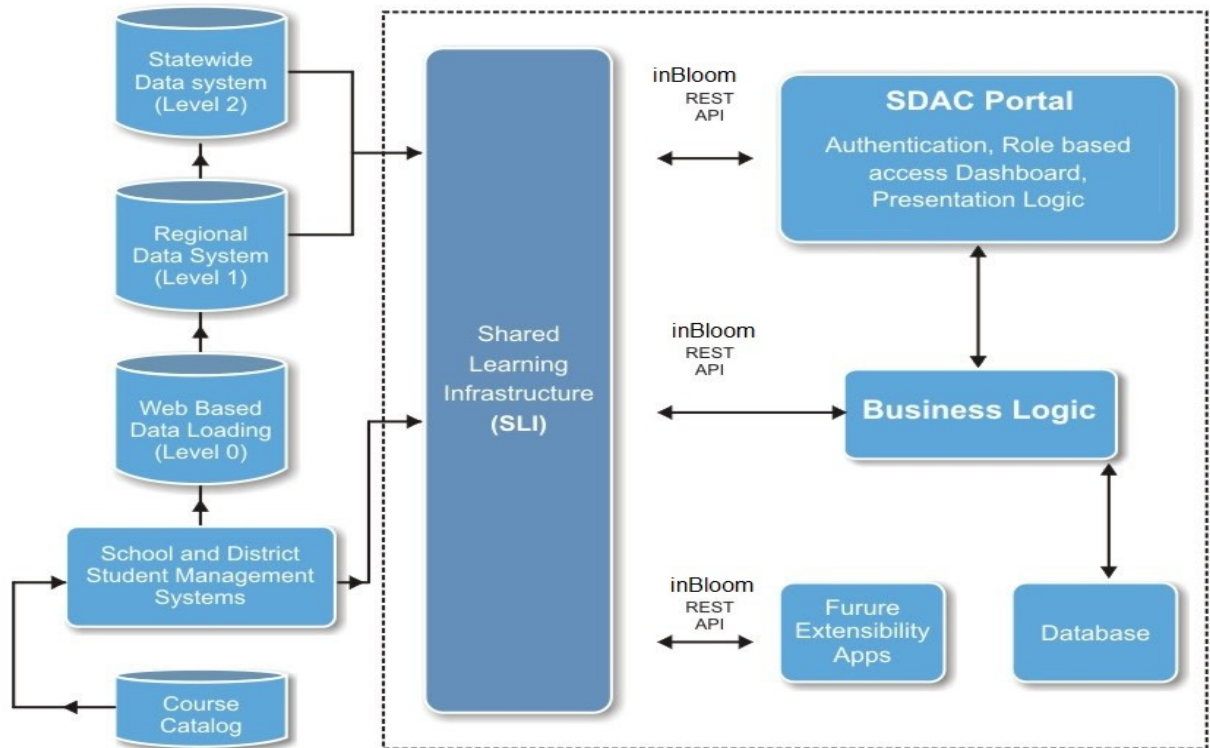 Statewide
Data system
(Level 2)
Regional
Data System
(Level 1)
Web Based
Data Loading
(Level 0)
School and District
Student Management
Systems
Course
Catalog
Shared
Learning
Infrastructure
(SLI)
inBloom
REST
API
SDAC Portal
Authentication, Role based
access Dashboard,
Presentation Logic
inBloom
REST
API
Business Logic
inBloom
REST
API
Furure
Extensibility
Apps
Database